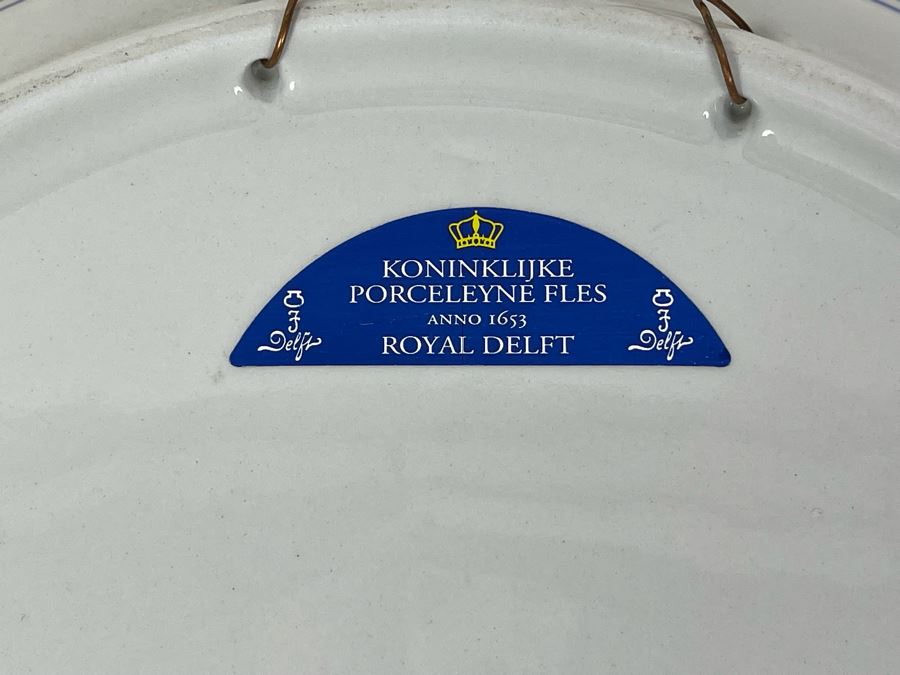 KONINKLIJKE
PORCELEYNE FLES
ANNO 1653
ROYAL DELFT
Delft
Delft